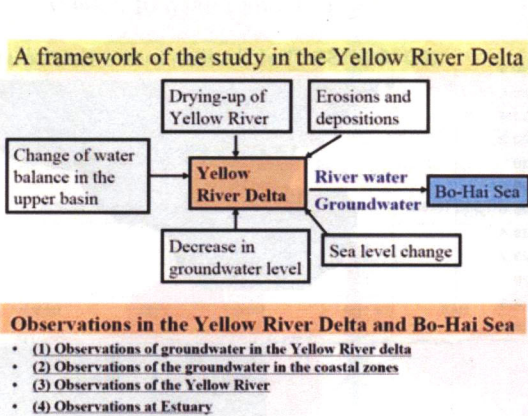 A framework of the study in the Yellow River Delta
Drying-up of
Yellow River
Erosions and
depositions
Change of water
balance in the
upper basin
Yellow
River Delta
River water
Groundwater
Bo-Hai Sea
Decrease in
groundwater level
Sea level change
Observations in the Yellow River Delta and Bo-Hai Sea
• (1) Observations of groundwater in the Yellow River delta
• (2) Observations of the groundwater in the coastal zones
• (3) Observations of the Yellow River
• (4) Observations at Estuary